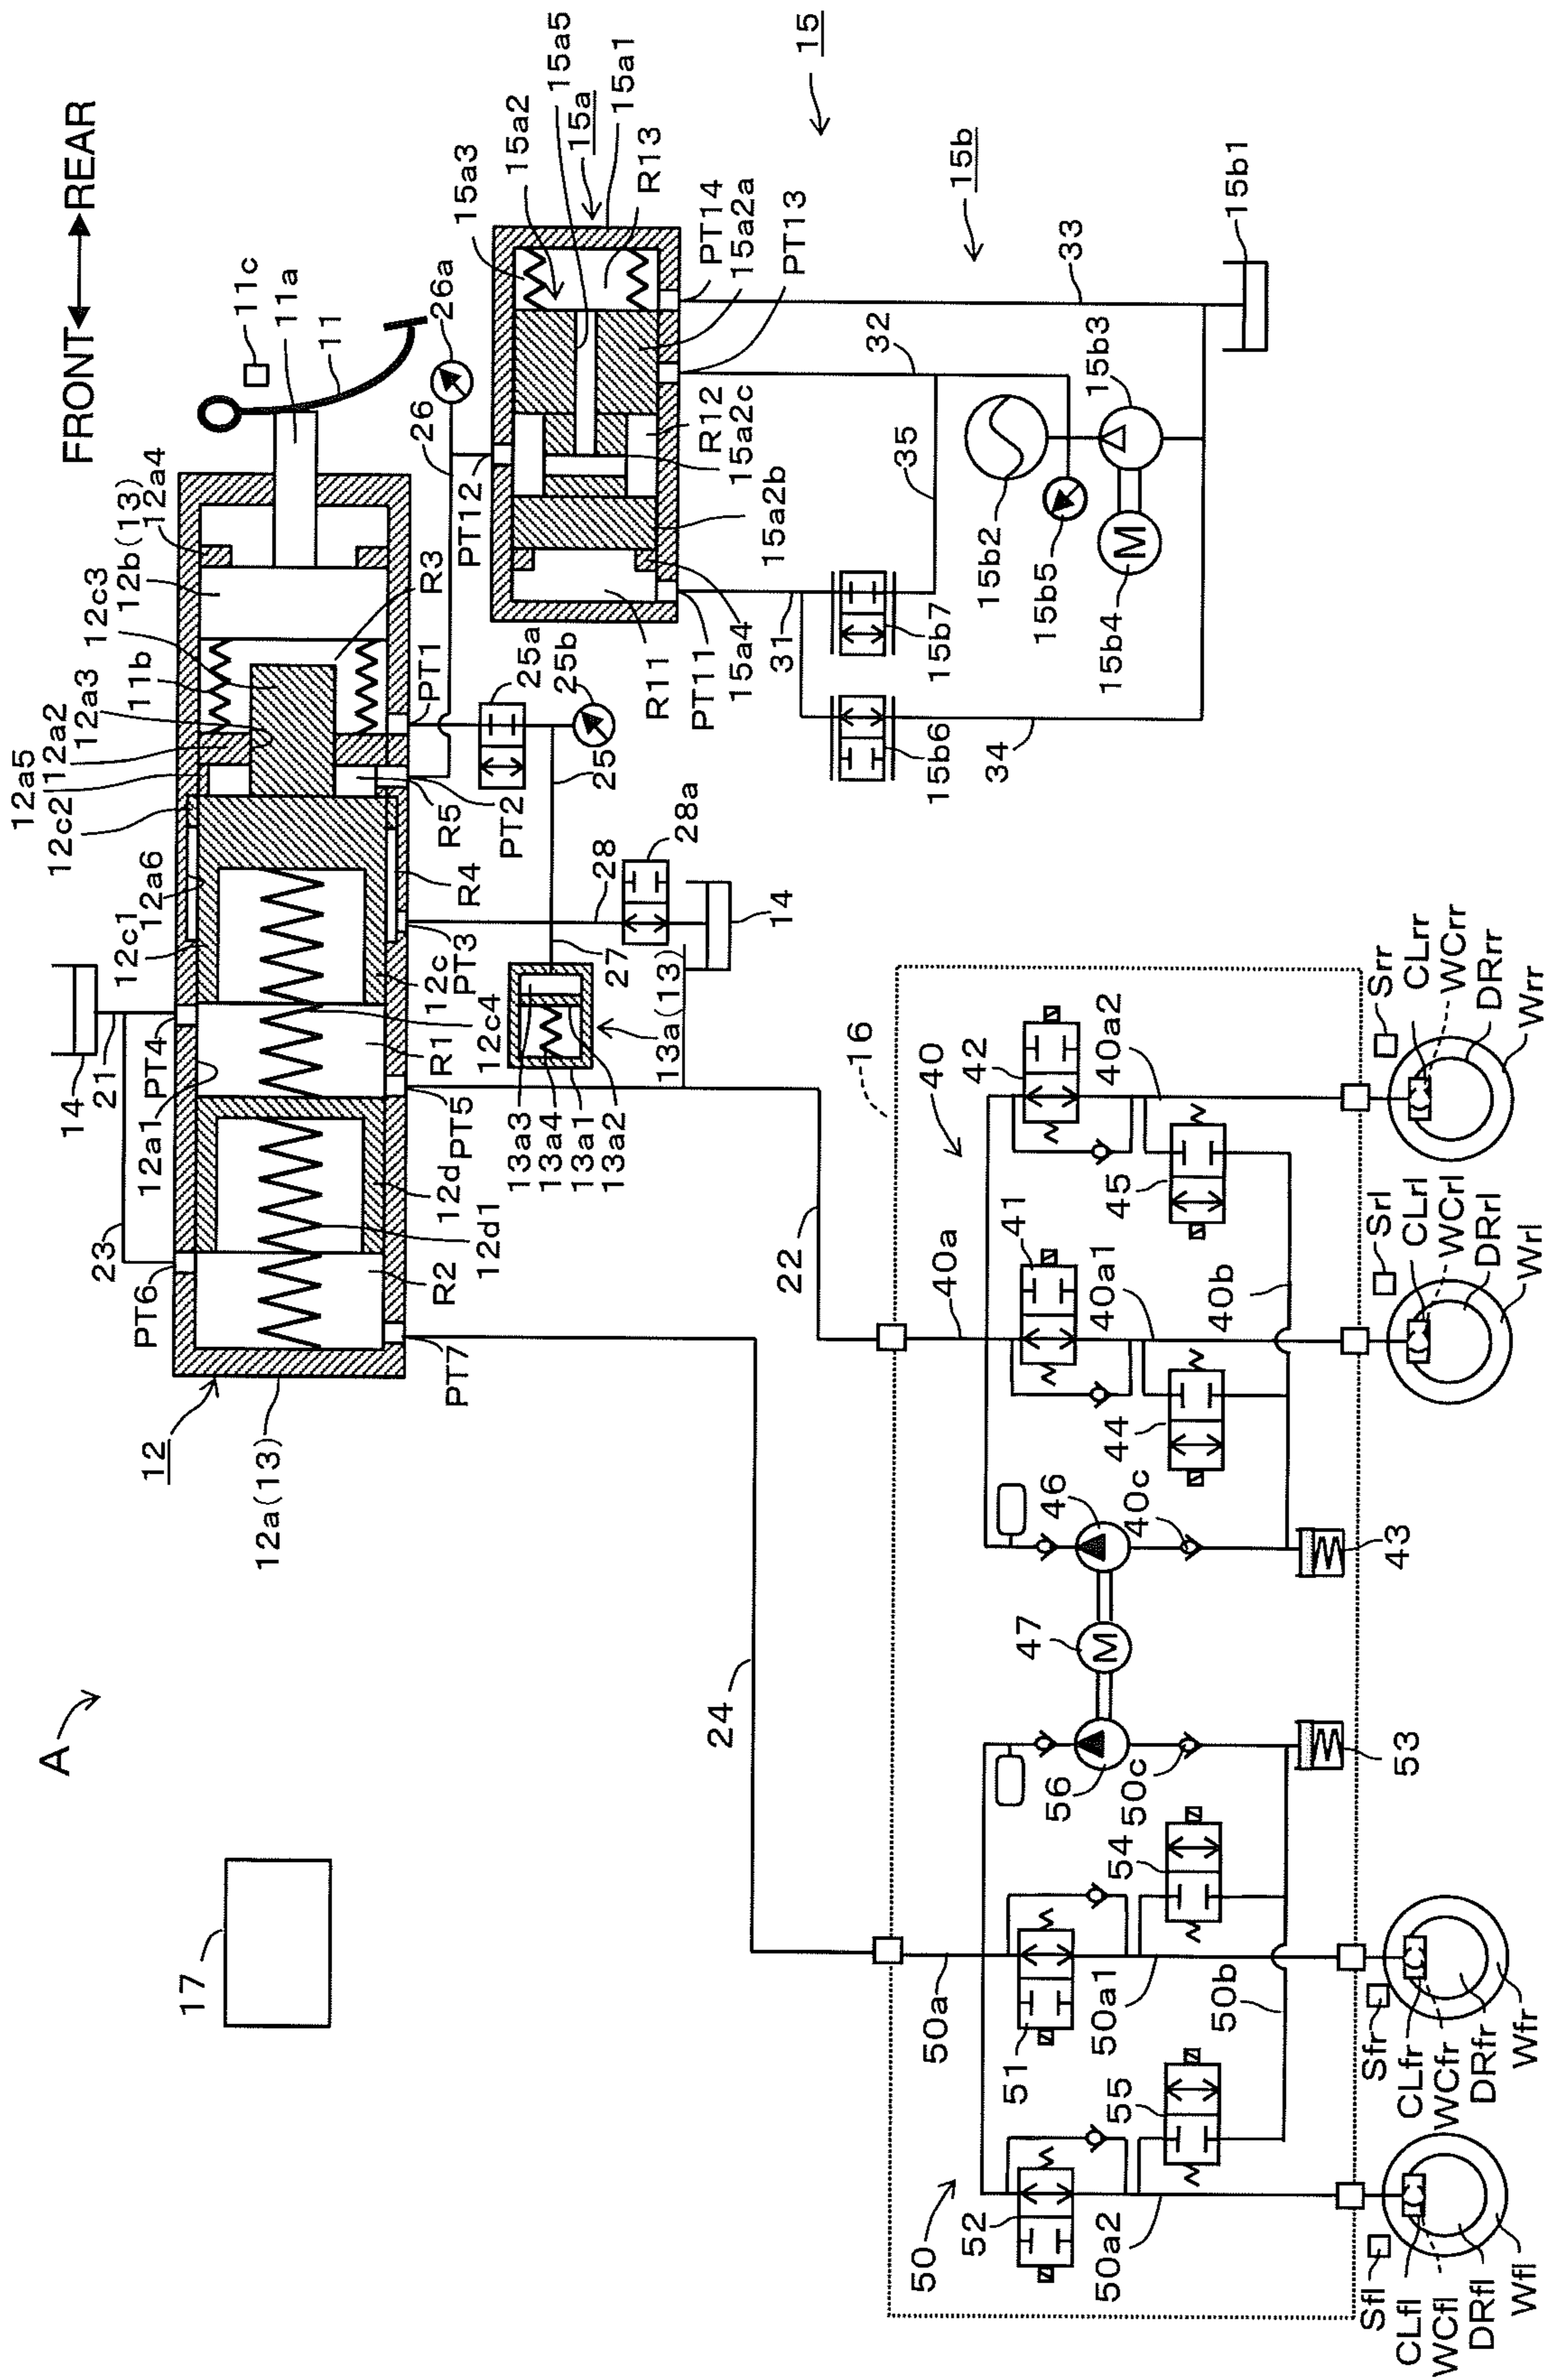 A
17
FRONT↔REAR
11c
11a
11
12
12a(13)
12a1
12a2
12a3
12a4
12a5
12a6
12b(13)
12c
12c1
12c2
12c3
12c4
11b
12d
12d1
R1
R2
R3
R4
R5
PT1
PT2
PT3
PT4
PT5
PT6
PT7
14
21
23
14
26
26a
25a
25b
25
28a
28
27
13a(13)
13a3
13a4
13a1
13a2
15
15a
15a1
15a2
15a3
15a5
15a2a
15a2b
15a2c
15a4
R11
R12
R13
PT11
PT12
PT13
PT14
15b
15b1
15b2
15b3
15b4
15b5
15b6
15b7
M
31
32
33
34
35
22
24
16
40
40a
40a1
40a2
40b
40c
41
42
43
44
45
46
47
M
50
50a
50a1
50a2
50b
50c
51
52
53
54
55
56
Sfl
CLfl
WCfl
DRfl
Wfl
Sfr
CLfr
WCfr
DRfr
Wfr
Srl
CLrl
WCrl
DRrl
Wrl
Srr
CLrr
WCrr
DRrr
Wrr